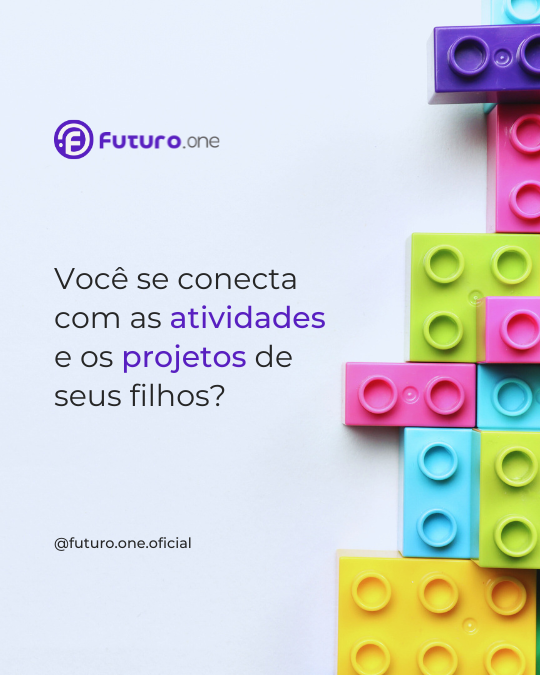 Futuro.one
Você se conecta
com as atividades
e os projetos de
seus filhos?
@futuro.one.oficial